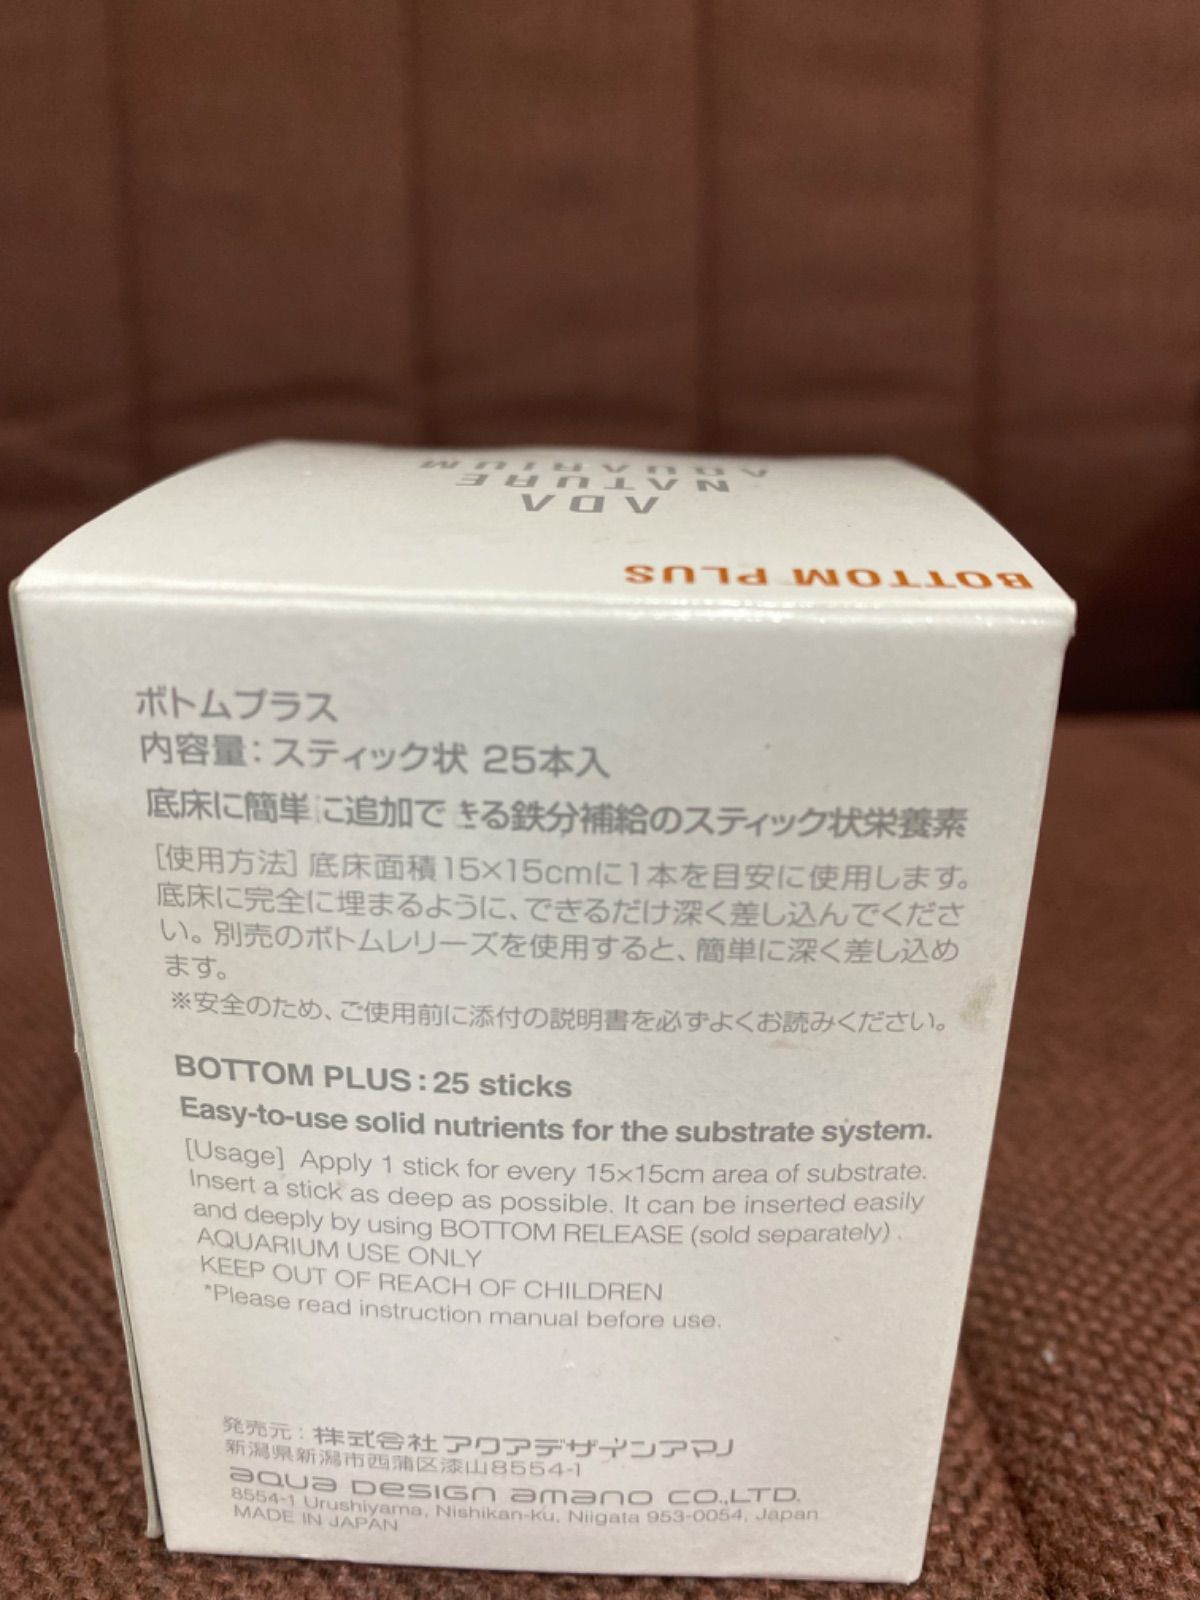 ADA
NATURE
AQUARIUM
BOTTOM PLUS
ボトムプラス
内容量：スティック状 25本入
底床に簡単に追加できる鉄分補給のスティック状栄養素
［使用方法］底床面積15×15cmに1本を目安に使用します。
底床に完全に埋まるように、できるだけ深く差し込んでくださ
い。別売のボトムレリーズを使用すると、簡単に深く差し込め
ます。
※安全のため、ご使用前に添付の説明書を必ずよくお読みください。
BOTTOM PLUS : 25 sticks
Easy-to-use solid nutrients for the substrate system.
[Usage] Apply 1 stick for every 15×15cm area of substrate.
Insert a stick as deep as possible. It can be inserted easily
and deeply by using BOTTOM RELEASE (sold separately) .
AQUARIUM USE ONLY
KEEP OUT OF REACH OF CHILDREN
*Please read instruction manual before use.
発売元：株式会社 アクアデザインアマノ
新潟県新潟市西蒲区漆山8554-1
aqua DESIGN amano CO.,LTD.
8554-1 Urushiyama, Nishikan-ku, Niigata 953-0054, Japan
MADE IN JAPAN